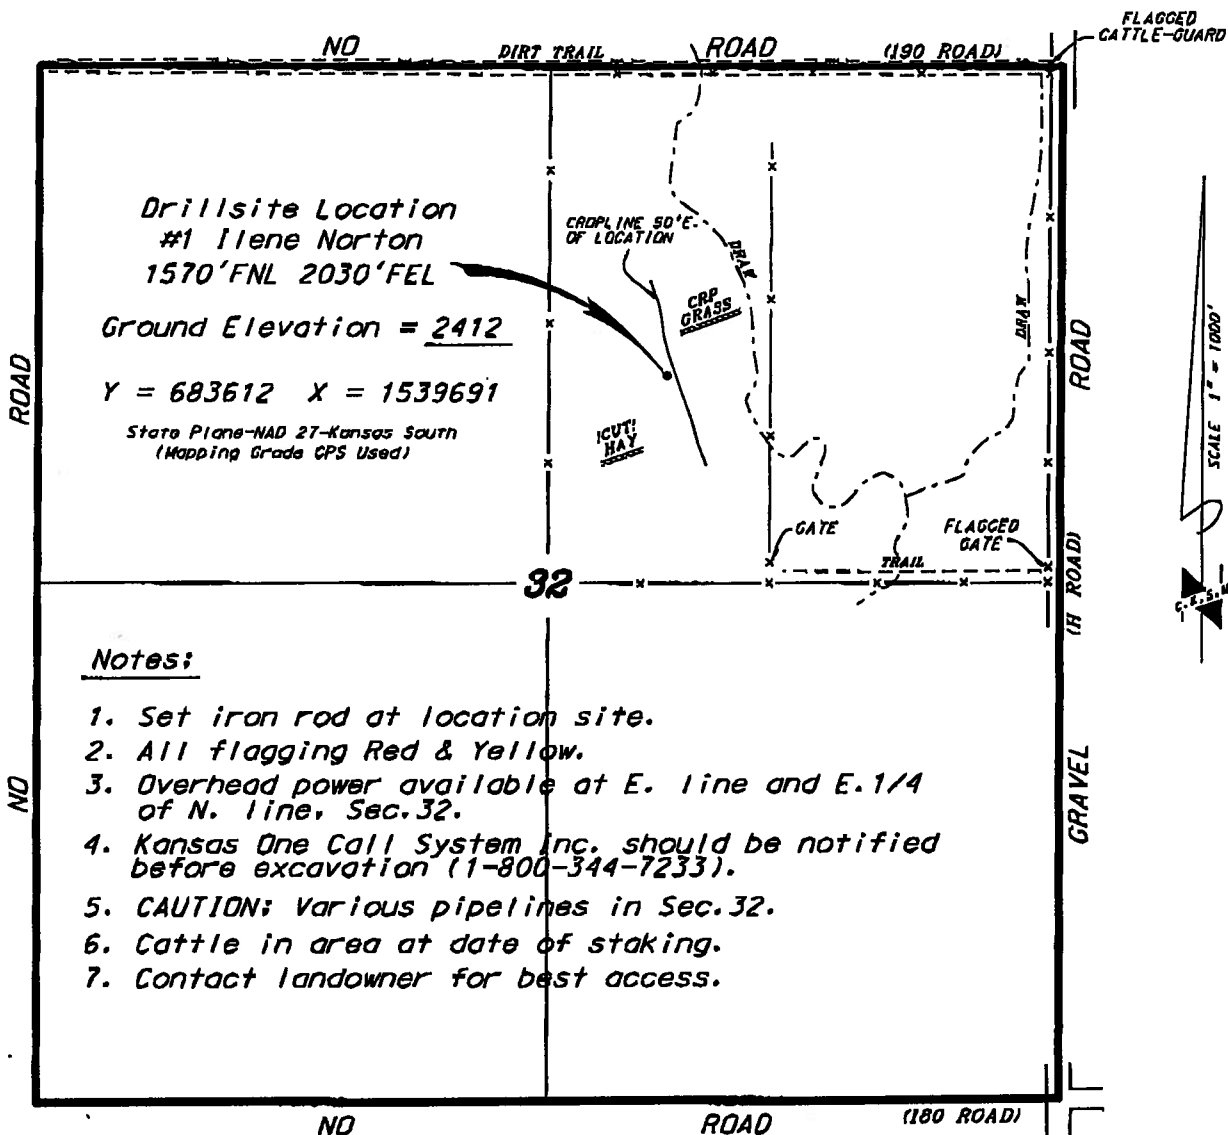 FLAGGED
CATTLE-GUARD
NO
DIRT TRAIL
ROAD
(190 ROAD)
Drillsite Location
#1 Ilene Norton
1570'FNL 2030'FEL
Ground Elevation = 2412
Y = 683612 X = 1539691
State Plane-NAD 27-Kansas South
(Mapping Grade GPS Used)
CROPLINE 50'E.
OF LOCATION
CRP
GRASS
DRAW
DRAW
(CUT)
HAY
GATE
FLAGGED
GATE
TRAIL
32
ROAD
NO
ROAD
(H ROAD)
GRAVEL
SCALE 1" = 1000'
C.K.S.W
Notes:
1. Set iron rod at location site.
2. All flagging Red & Yellow.
3. Overhead power available at E. line and E.1/4
of N. line, Sec.32.
4. Kansas One Call System Inc. should be notified
before excavation (1-800-344-7233).
5. CAUTION: Various pipelines in Sec.32.
6. Cattle in area at date of staking.
7. Contact landowner for best access.
NO
ROAD
(180 ROAD)